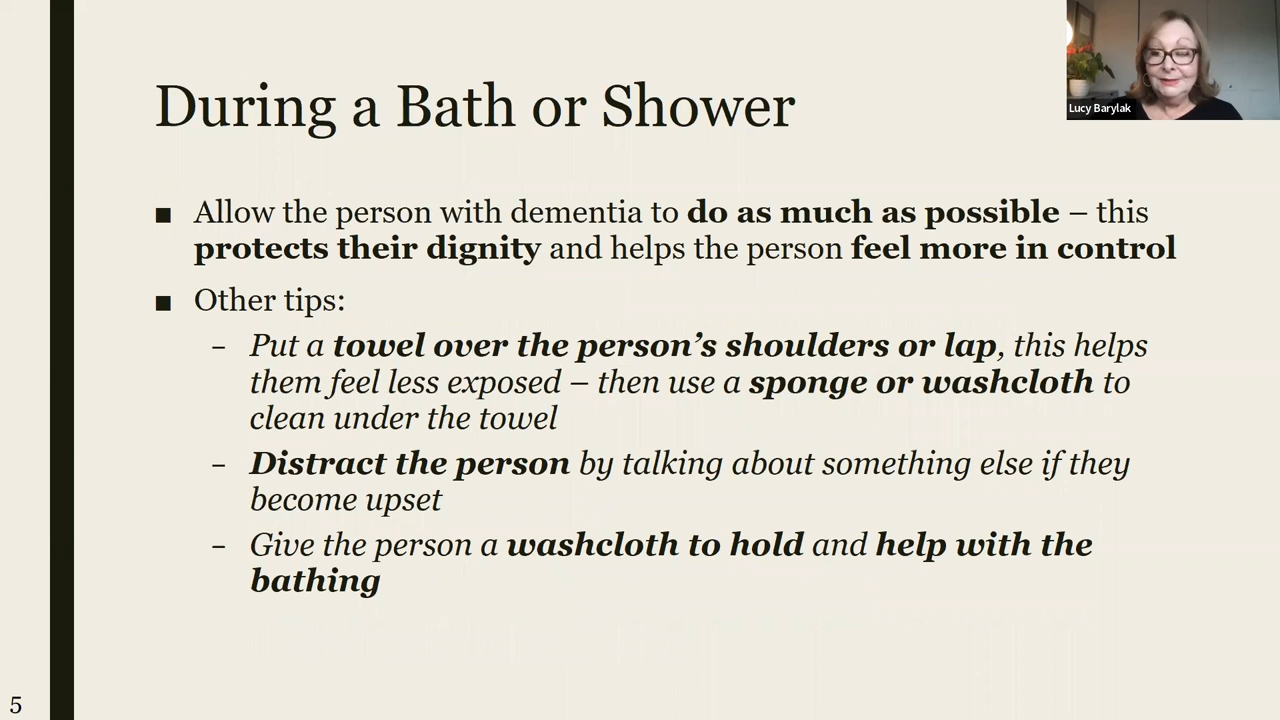 During a Bath or Shower
Lucy Barylak
■ Allow the person with dementia to do as much as possible – this
protects their dignity and helps the person feel more in control
■ Other tips:
– Put a towel over the person’s shoulders or lap, this helps
them feel less exposed – then use a sponge or washcloth to
clean under the towel
– Distract the person by talking about something else if they
become upset
– Give the person a washcloth to hold and help with the
bathing
5